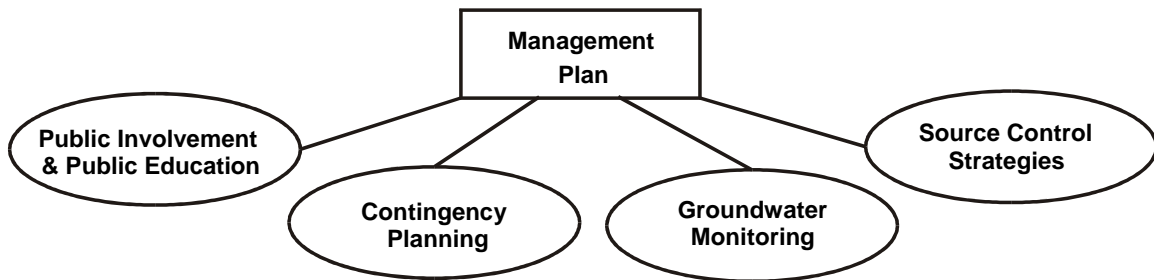 Management
Plan
Public Involvement
& Public Education
Contingency
Planning
Groundwater
Monitoring
Source Control
Strategies